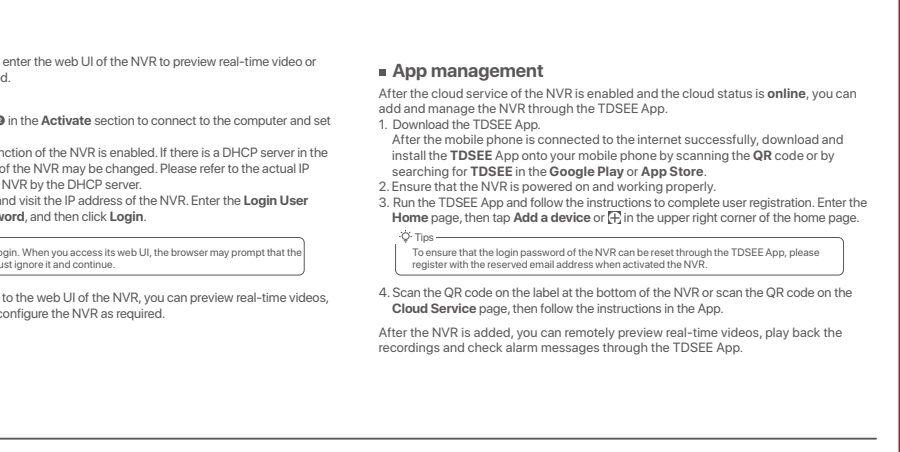 enter the web UI of the NVR to preview real-time video or
d.
in the Activate section to connect to the computer and set
nction of the NVR is enabled. If there is a DHCP server in the
of the NVR may be changed. Please refer to the actual IP
NVR by the DHCP server.
nd visit the IP address of the NVR. Enter the Login User
word, and then click Login.
ogin. When you access its web UI, the browser may prompt that the
ust ignore it and continue.
to the web UI of the NVR, you can preview real-time videos,
configure the NVR as required.
■ App management
After the cloud service of the NVR is enabled and the cloud status is online, you can
add and manage the NVR through the TDSEE App.
1. Download the TDSEE App.
After the mobile phone is connected to the internet successfully, download and
install the TDSEE App onto your mobile phone by scanning the QR code or by
searching for TDSEE in the Google Play or App Store.
2. Ensure that the NVR is powered on and working properly.
3. Run the TDSEE App and follow the instructions to complete user registration. Enter the
Home page, then tap Add a device or in the upper right corner of the home page.
Tips
To ensure that the login password of the NVR can be reset through the TDSEE App, please
register with the reserved email address when activated the NVR.
4. Scan the QR code on the label at the bottom of the NVR or scan the QR code on the
Cloud Service page, then follow the instructions in the App.
After the NVR is added, you can remotely preview real-time videos, play back the
recordings and check alarm messages through the TDSEE App.